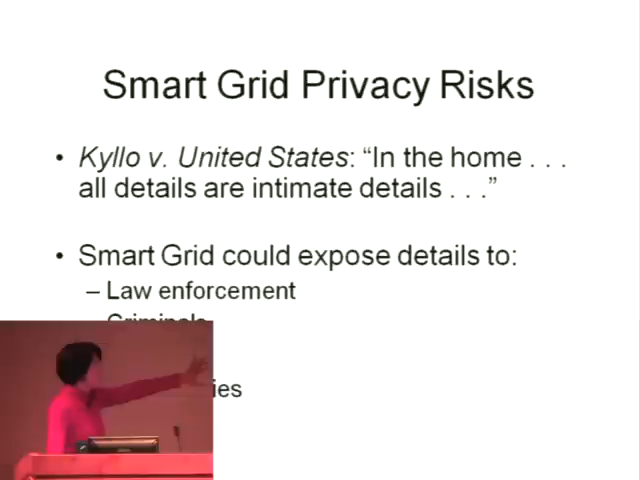 Smart Grid Privacy Risks
• Kyllo v. United States: “In the home . . .
all details are intimate details . . .”
• Smart Grid could expose details to:
– Law enforcement
Criminals